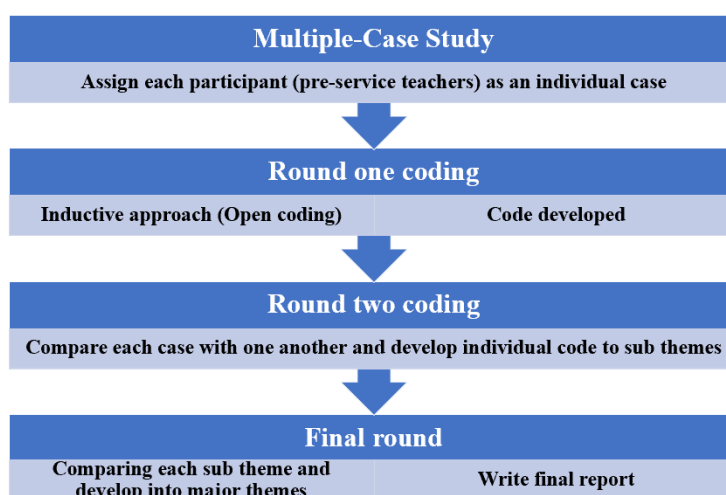 Multiple-Case Study
Assign each participant (pre-service teachers) as an individual case
Round one coding
Inductive approach (Open coding)
Code developed
Round two coding
Compare each case with one another and develop individual code to sub themes
Final round
Comparing each sub theme and
develop into major themes
Write final report